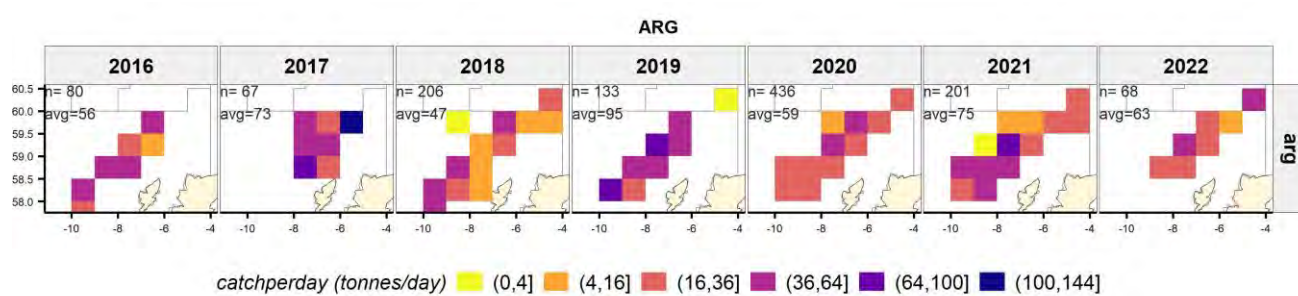 ARG
2016 2017 2018 2019 2020 2021 2022
60.5 n= 80 n= 67 n= 206 n= 133 n= 436 n= 201 n= 68
60.0 avg=56 avg=73 avg=47 avg=95 avg=59 avg=75 avg=63
59.5
59.0 arg
58.5
58.0
-10 -8 -6 -4 -10 -8 -6 -4 -10 -8 -6 -4 -10 -8 -6 -4 -10 -8 -6 -4 -10 -8 -6 -4 -10 -8 -6 -4
catchperday (tonnes/day) (0,4] (4,16] (16,36] (36,64] (64,100] (100,144]